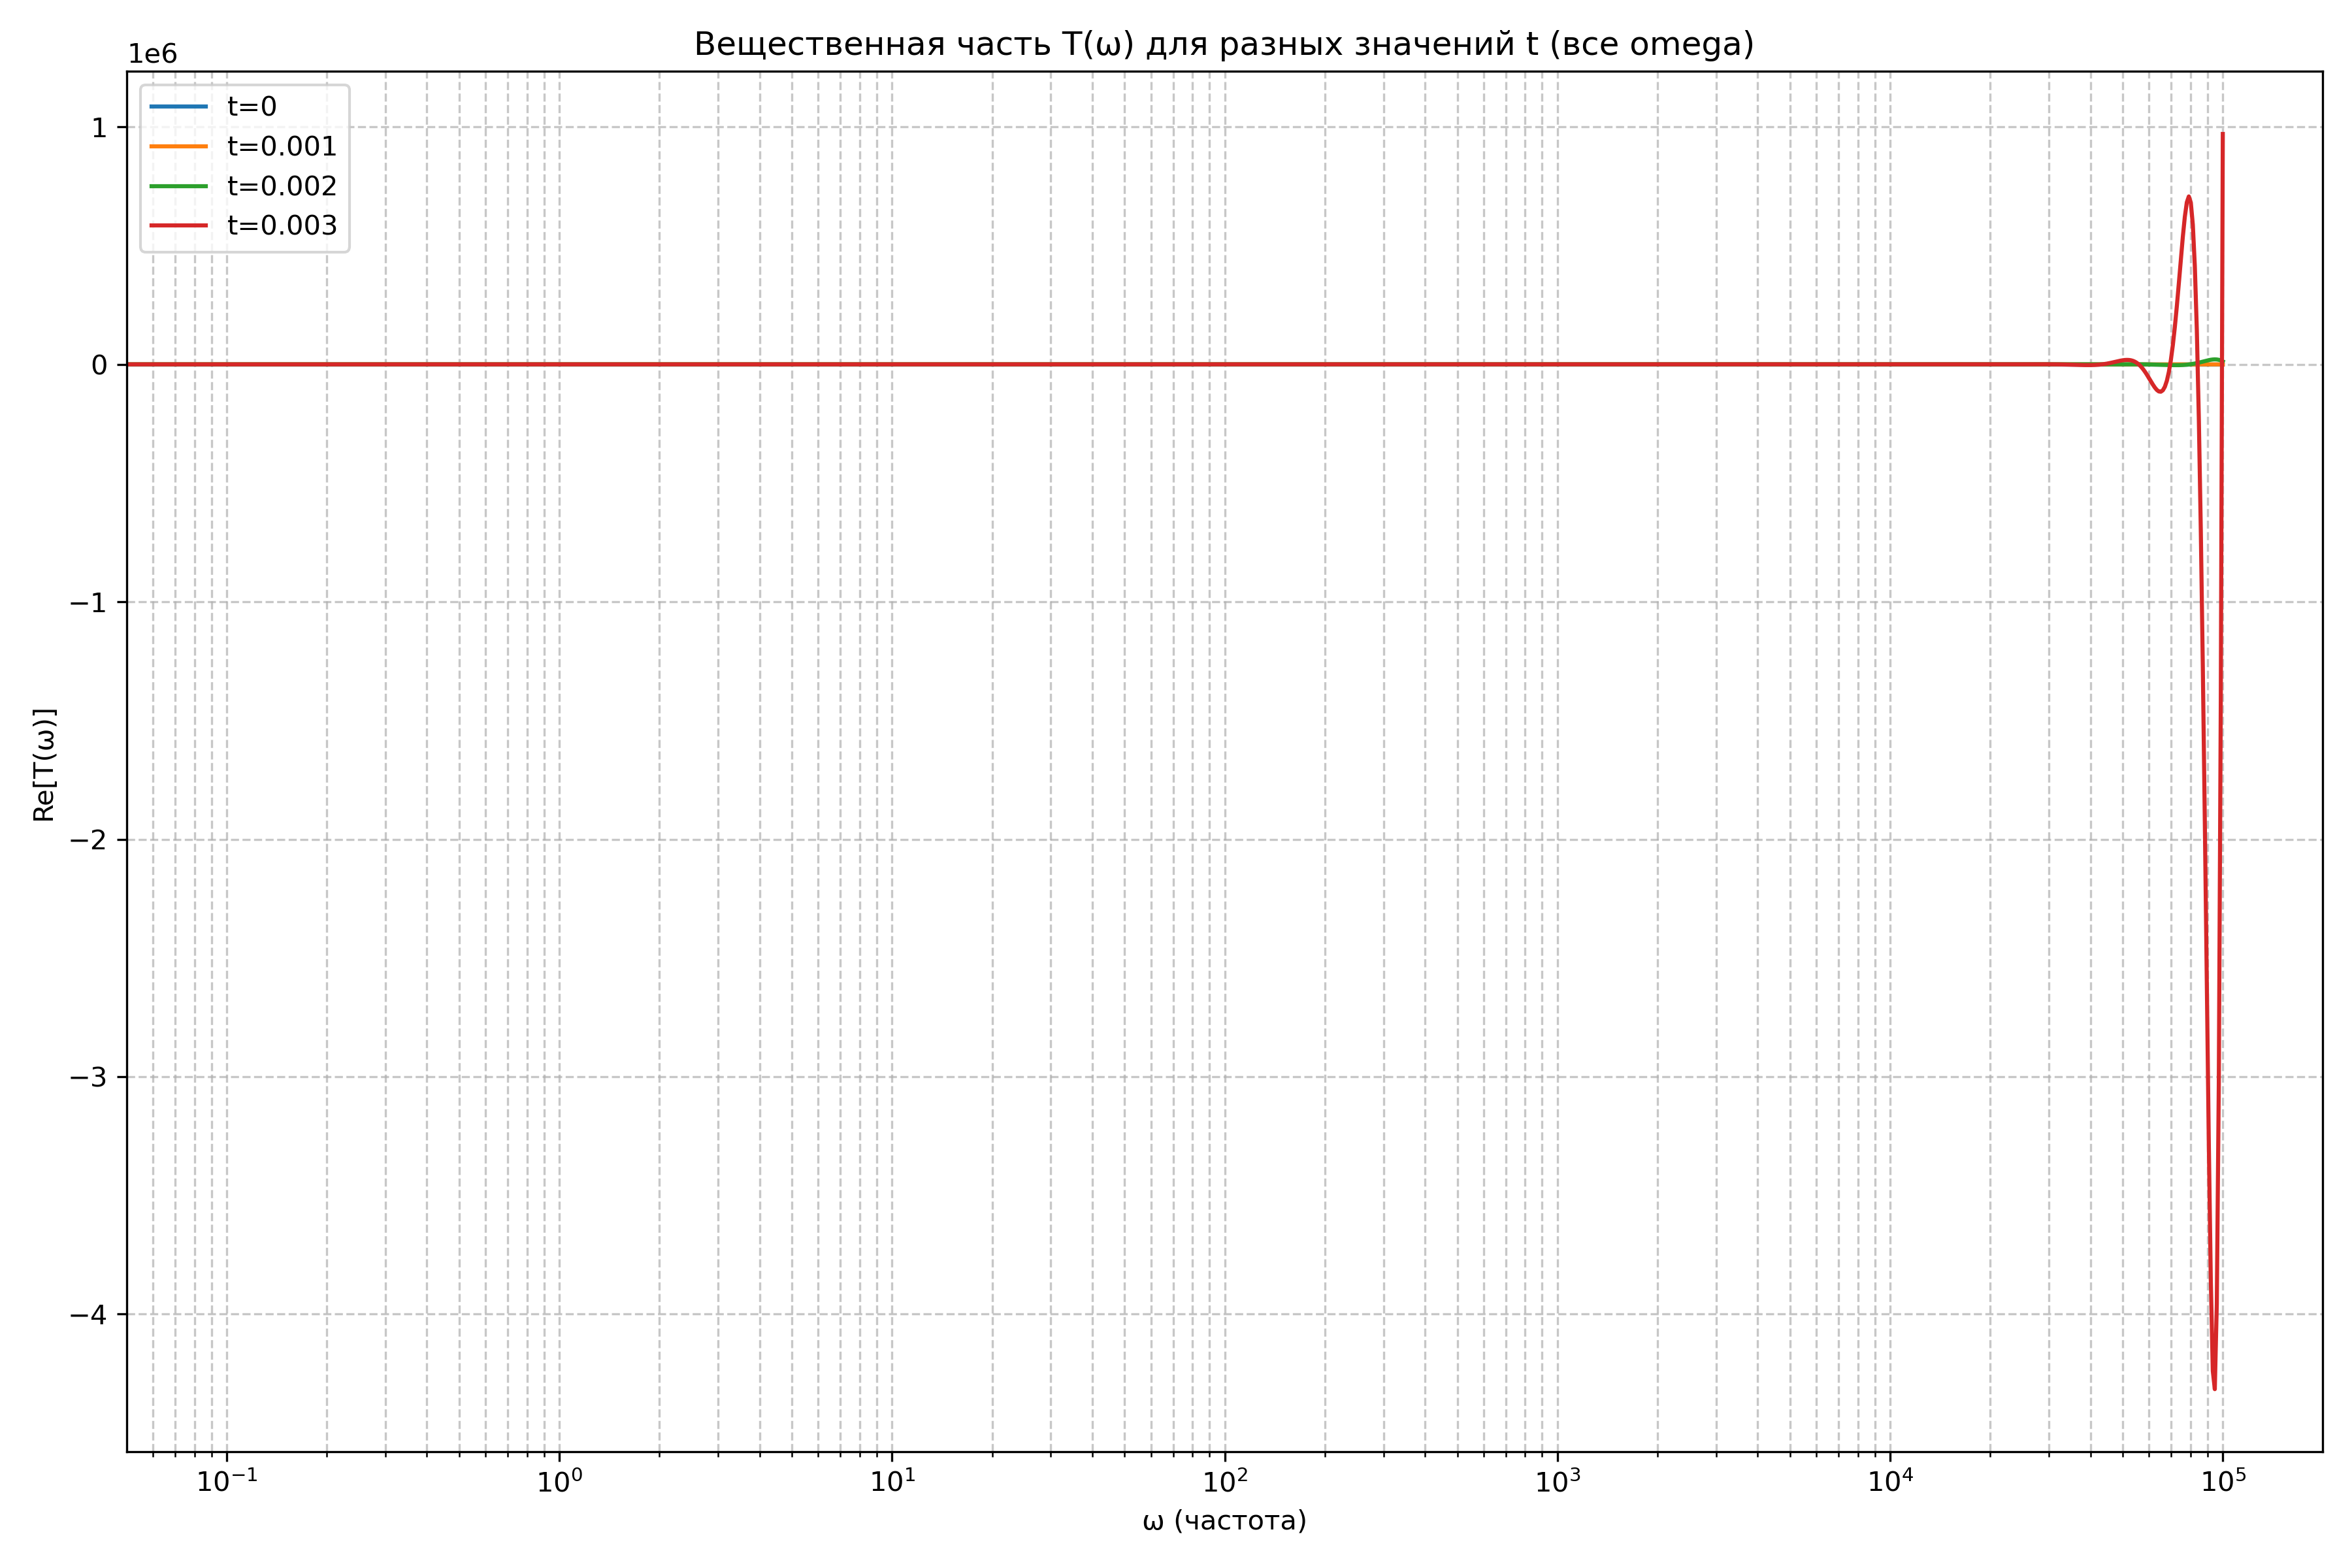 Вещественная часть T(ω) для разных значений t (все omega)
1e6
t=0
t=0.001
t=0.002
t=0.003
1
0
−1
−2
−3
−4
Re[T(ω)]
10⁻¹ 10⁰ 10¹ 10² 10³ 10⁴ 10⁵
ω (частота)